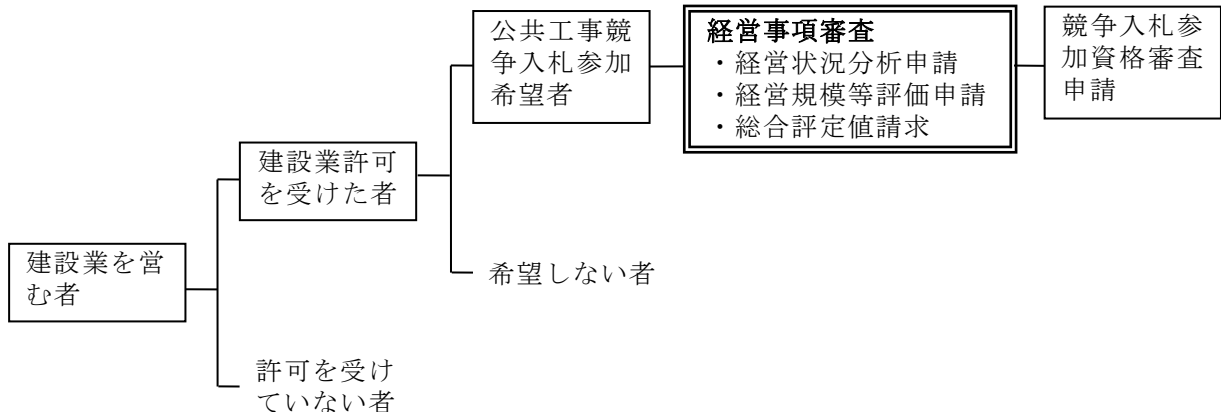 公共工事競
争入札参加
希望者
経営事項審査
・経営状況分析申請
・経営規模等評価申請
・総合評定値請求
競争入札参
加資格審査
申請
建設業許可
を受けた者
建設業を営
む者
希望しない者
許可を受け
ていない者